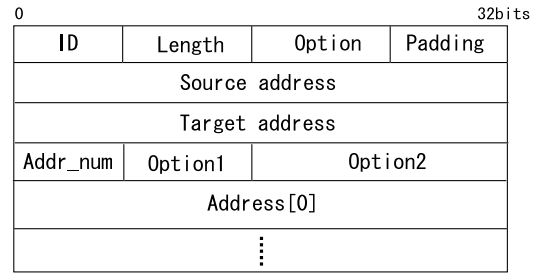 0 32bits
ID Length Option Padding
Source address
Target address
Addr_num Option1 Option2
Address[0]